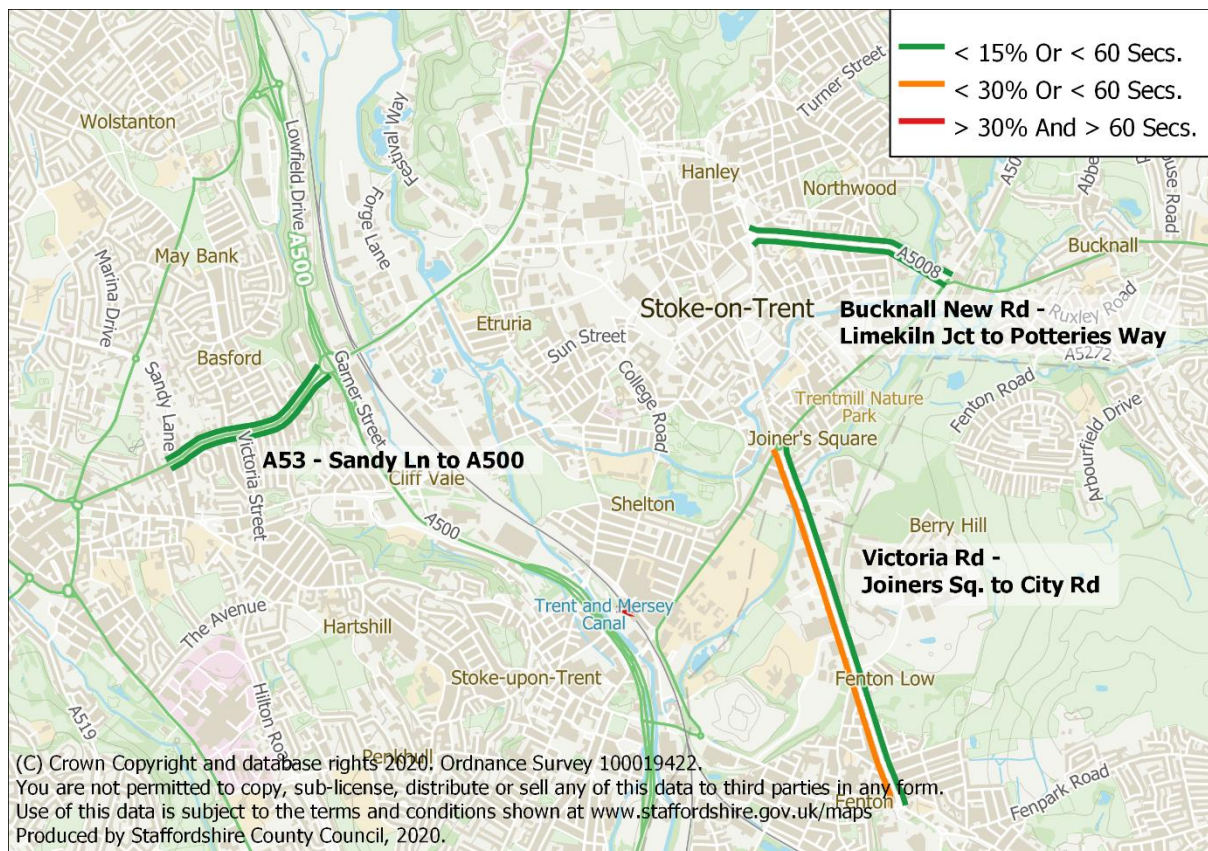 < 15% Or < 60 Secs.
< 30% Or < 60 Secs.
> 30% And > 60 Secs.
Turner Street
Wolstanton
Lowfield Drive
Festival Way
Hanley
Northwood
Forge Lane
A500
May Bank
Marina Drive
Bucknall
A5008
Stoke-on-Trent
Bucknall New Rd -
Limekiln Jct to Potteries Way
Ruxley Road
A5272
Etruria
Sun Street
Basford
Garner Street
College Road
Sandy Lane
Fenton Road
Trentmill Nature
Park
Arbourfield Drive
Joiner's Square
Victoria Street
A53 - Sandy Ln to A500
Cliff Vale
Shelton
A500
Berry Hill
Victoria Rd -
Joiners Sq. to City Rd
The Avenue
Hartshill
Trent and Mersey
Canal
Stoke-upon-Trent
Fenton Low
A519
Hilton Road
Penkhull
Fenton
Fenpark Road
(C) Crown Copyright and database rights 2020. Ordnance Survey 100019422.
You are not permitted to copy, sub-license, distribute or sell any of this data to third parties in any form.
Use of this data is subject to the terms and conditions shown at www.staffordshire.gov.uk/maps
Produced by Staffordshire County Council, 2020.